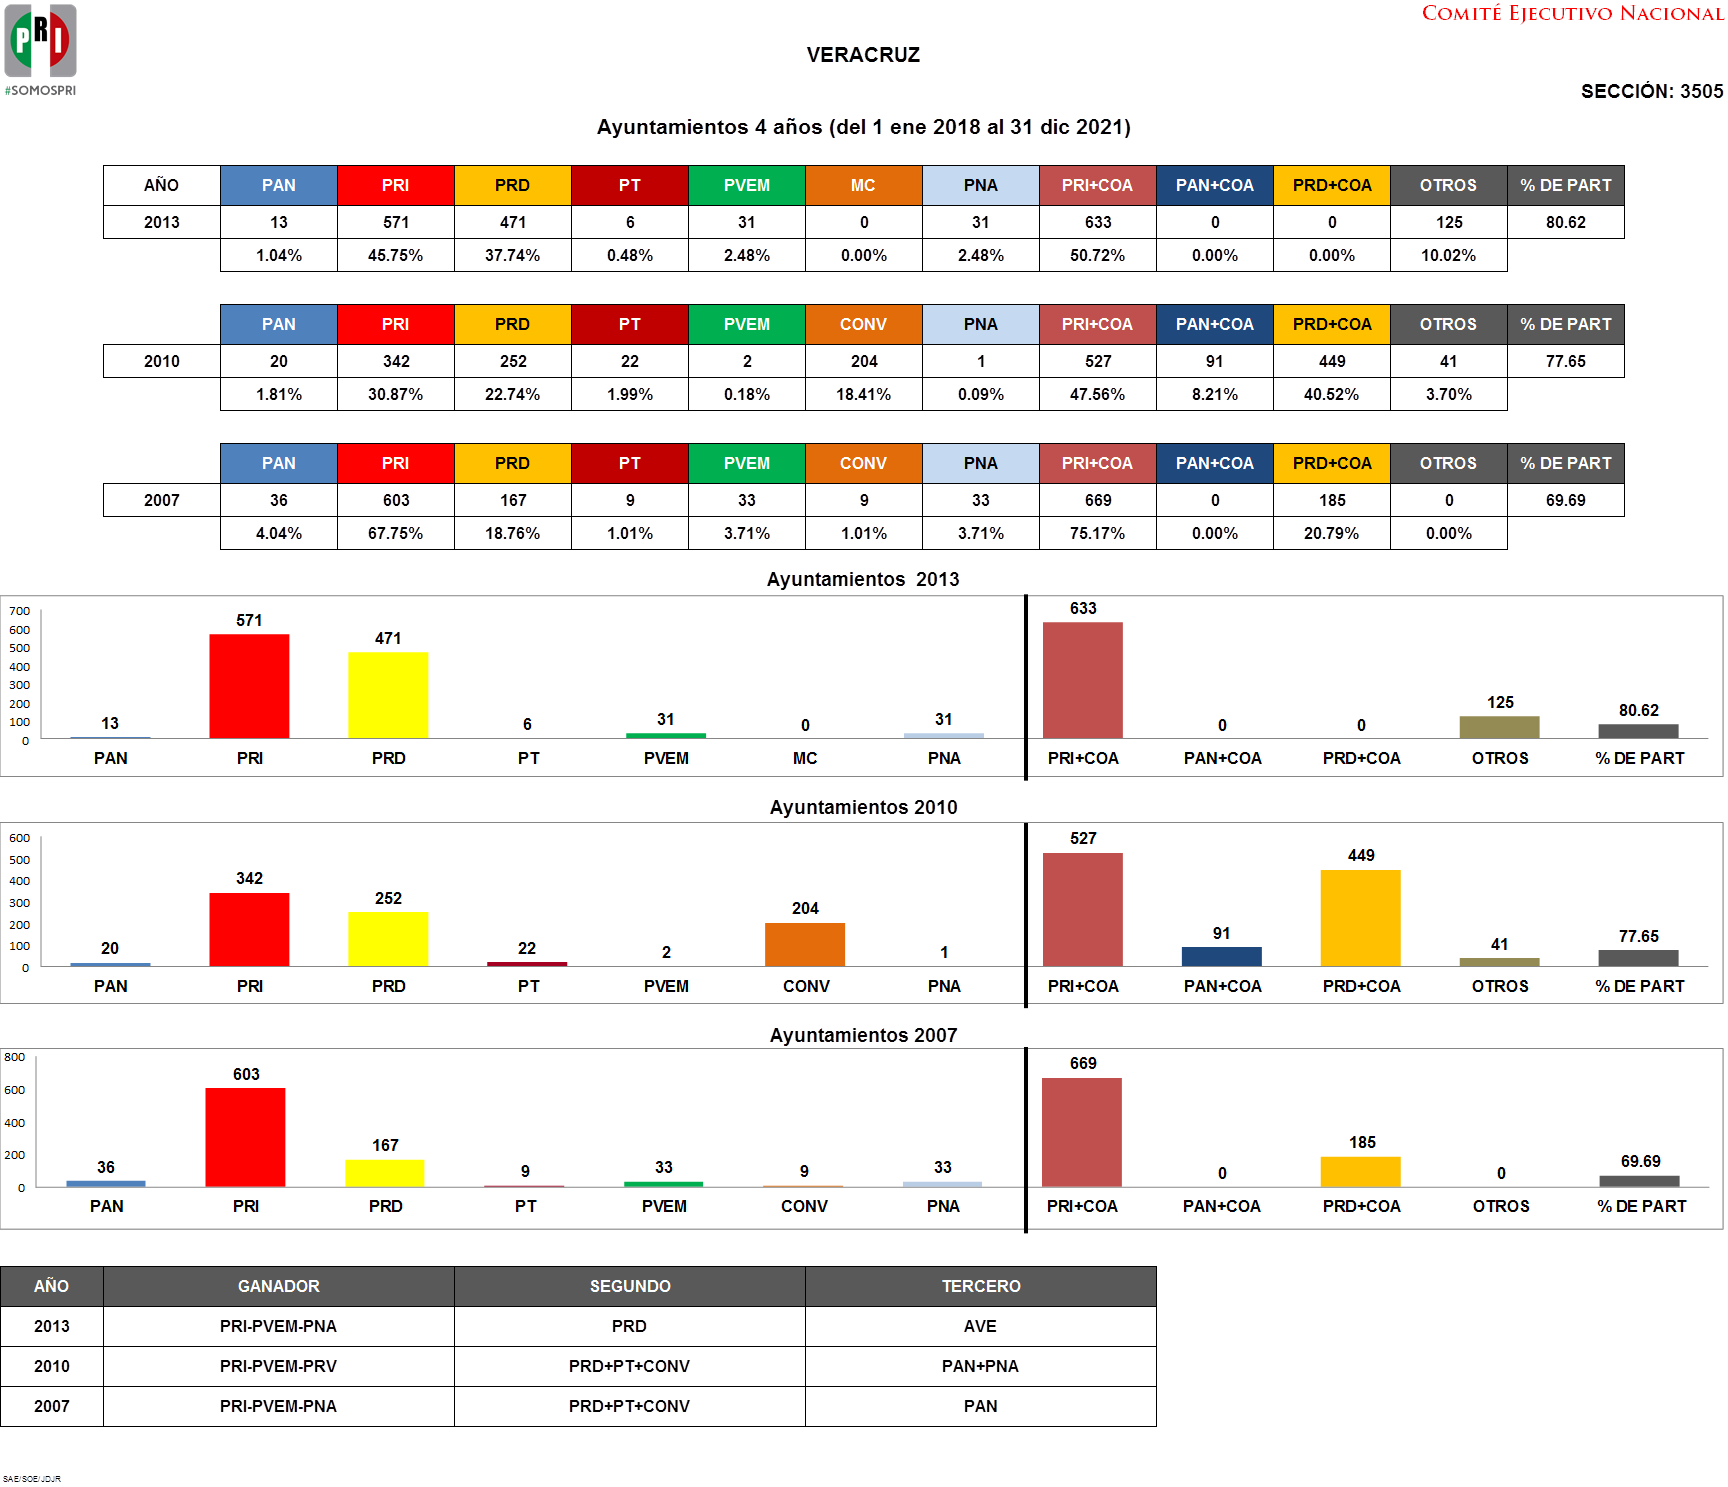 COMITÉ EJECUTIVO NACIONAL
PRI
#SOMOSPRI
VERACRUZ
SECCIÓN: 3505
Ayuntamientos 4 años (del 1 ene 2018 al 31 dic 2021)
AÑO PAN PRI PRD PT PVEM MC PNA PRI+COA PAN+COA PRD+COA OTROS % DE PART
2013 13 571 471 6 31 0 31 633 0 0 125 80.62
1.04% 45.75% 37.74% 0.48% 2.48% 0.00% 2.48% 50.72% 0.00% 0.00% 10.02%
PAN PRI PRD PT PVEM CONV PNA PRI+COA PAN+COA PRD+COA OTROS % DE PART
2010 20 342 252 22 2 204 1 527 91 449 41 77.65
1.81% 30.87% 22.74% 1.99% 0.18% 18.41% 0.09% 47.56% 8.21% 40.52% 3.70%
PAN PRI PRD PT PVEM CONV PNA PRI+COA PAN+COA PRD+COA OTROS % DE PART
2007 36 603 167 9 33 9 33 669 0 185 0 69.69
4.04% 67.75% 18.76% 1.01% 3.71% 1.01% 3.71% 75.17% 0.00% 20.79% 0.00%
Ayuntamientos 2013
700
600
500
400
300
200
100
0
13 571 471 6 31 0 31 633 0 0 125 80.62
PAN PRI PRD PT PVEM MC PNA PRI+COA PAN+COA PRD+COA OTROS % DE PART
Ayuntamientos 2010
600
500
400
300
200
100
0
20 342 252 22 2 204 1 527 91 449 41 77.65
PAN PRI PRD PT PVEM CONV PNA PRI+COA PAN+COA PRD+COA OTROS % DE PART
Ayuntamientos 2007
800
600
400
200
0
36 603 167 9 33 9 33 669 0 185 0 69.69
PAN PRI PRD PT PVEM CONV PNA PRI+COA PAN+COA PRD+COA OTROS % DE PART
AÑO GANADOR SEGUNDO TERCERO
2013 PRI-PVEM-PNA PRD AVE
2010 PRI-PVEM-PRV PRD+PT+CONV PAN+PNA
2007 PRI-PVEM-PNA PRD+PT+CONV PAN
SAE/SOE/JDJR